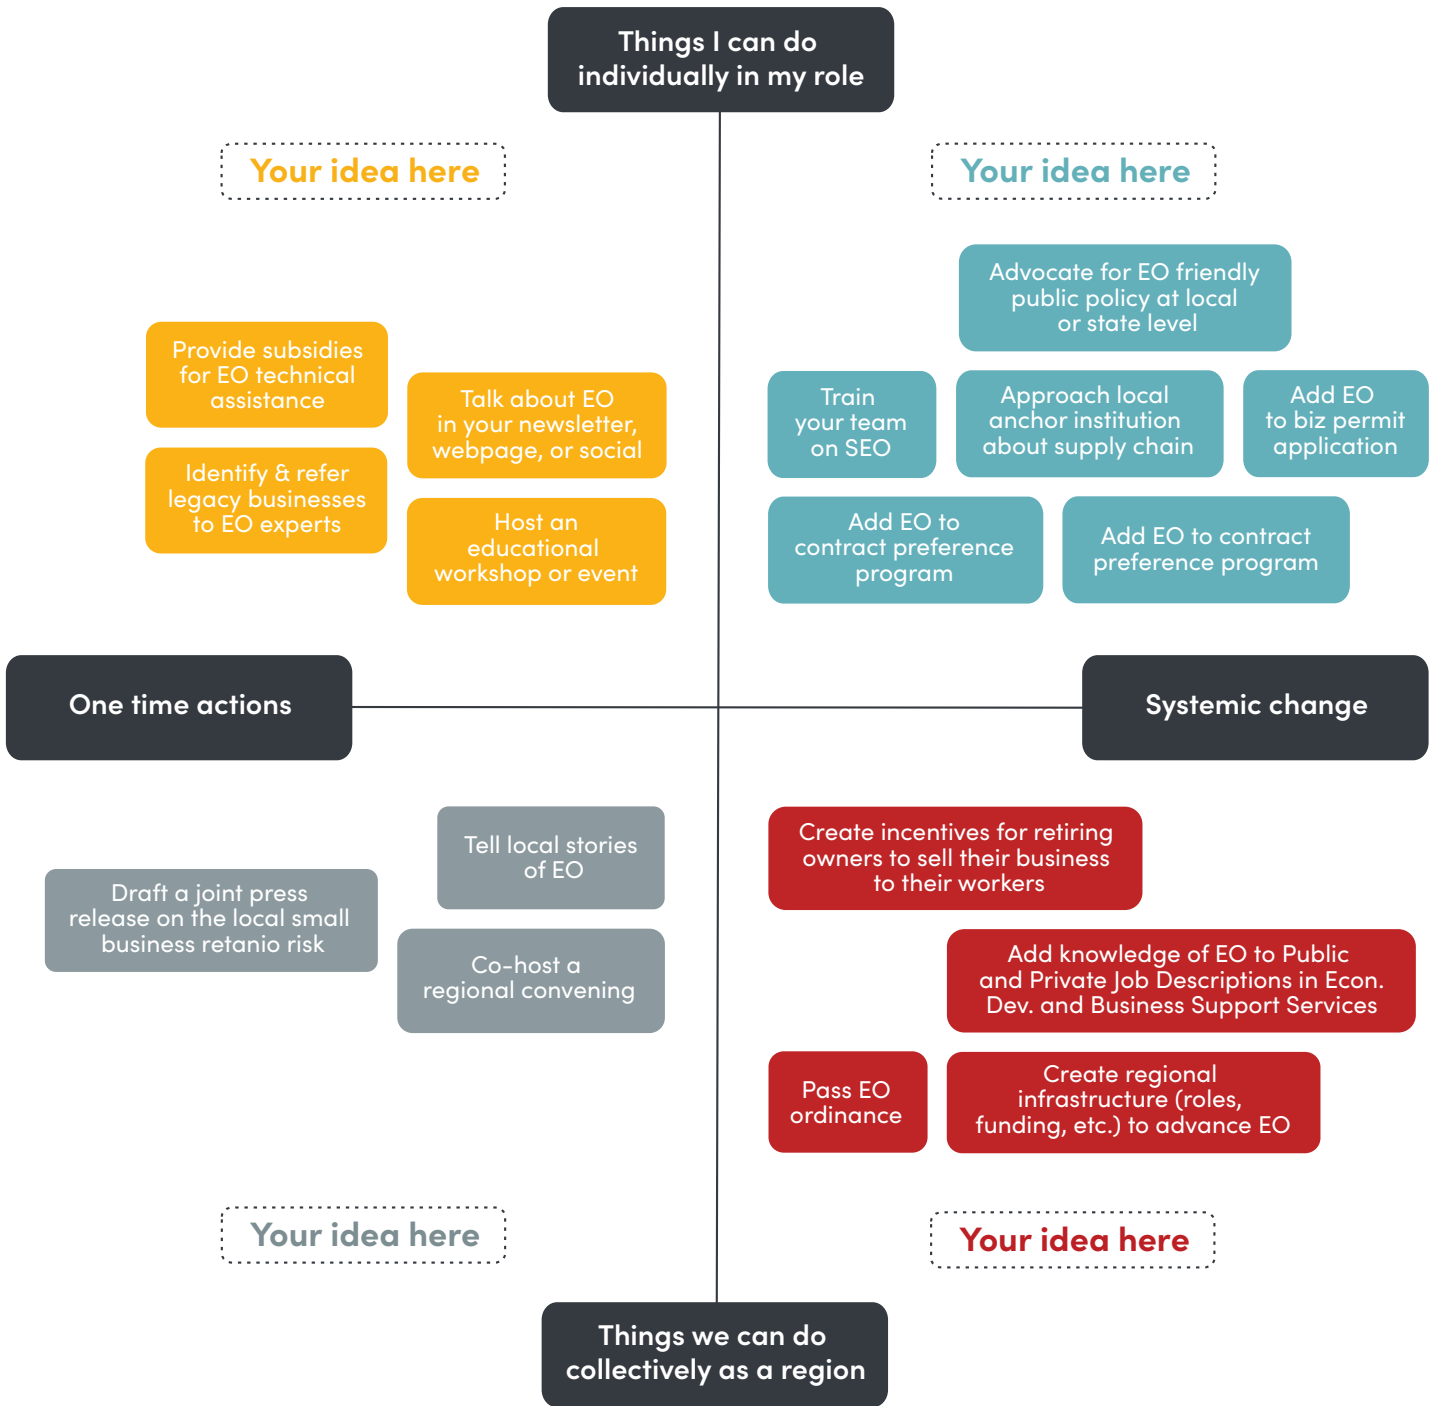 Things I can do
individually in my role
Your idea here
Your idea here
Provide subsidies
for EO technical
assistance
Talk about EO
in your newsletter,
webpage, or social
Identify & refer
legacy businesses
to EO experts
Host an
educational
workshop or event
Advocate for EO friendly
public policy at local
or state level
Train
your team
on SEO
Approach local
anchor institution
about supply chain
Add EO
to biz permit
application
Add EO to
contract preference
program
Add EO to contract
preference program
One time actions
Systemic change
Tell local stories
of EO
Draft a joint press
release on the local small
business retanio risk
Co-host a
regional convening
Create incentives for retiring
owners to sell their business
to their workers
Add knowledge of EO to Public
and Private Job Descriptions in Econ.
Dev. and Business Support Services
Pass EO
ordinance
Create regional
infrastructure (roles,
funding, etc.) to advance EO
Your idea here
Your idea here
Things we can do
collectively as a region